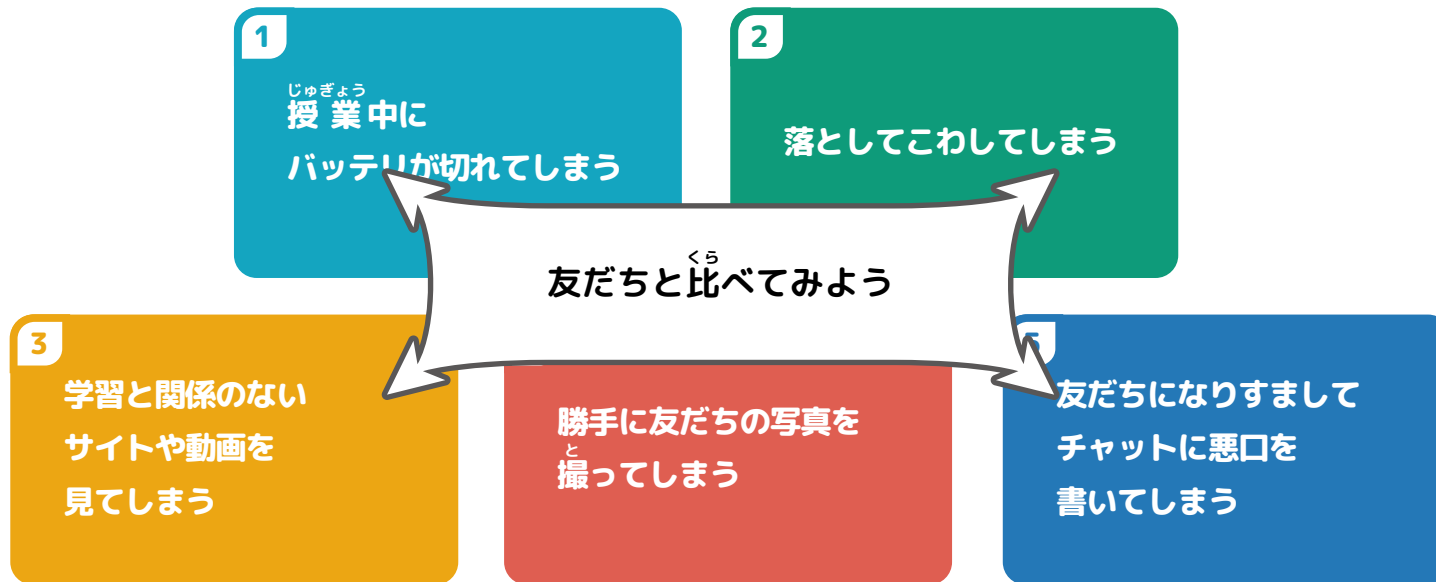 1
じゅぎょう
授業中に
バッテリが切れてしまう
2
落としてこわしてしまう
くら
友だちと比べてみよう
3
学習と関係のない
サイトや動画を
見てしまう
勝手に友だちの写真を
と
撮ってしまう
5
友だちになりすまして
チャットに悪口を
書いてしまう